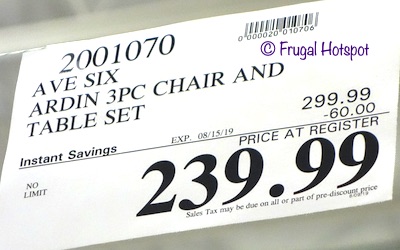 000020010706
© Frugal Hotspot
2001070
AVE SIX
ARDIN 3PC CHAIR AND
TABLE SET
299.99
-60.00
Instant Savings EXP. 08/15/19 PRICE AT REGISTER
NO
LIMIT
239.99
Sales Tax may be due on all or part of pre-discount price